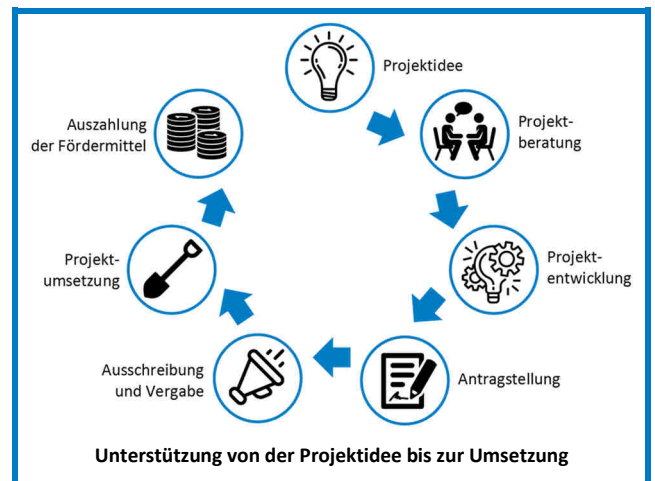 Projektidee
Projekt-
beratung
Projekt-
entwicklung
Antragstellung
Ausschreibung
und Vergabe
Projekt-
umsetzung
Auszahlung
der Fördermittel
Unterstützung von der Projektidee bis zur Umsetzung